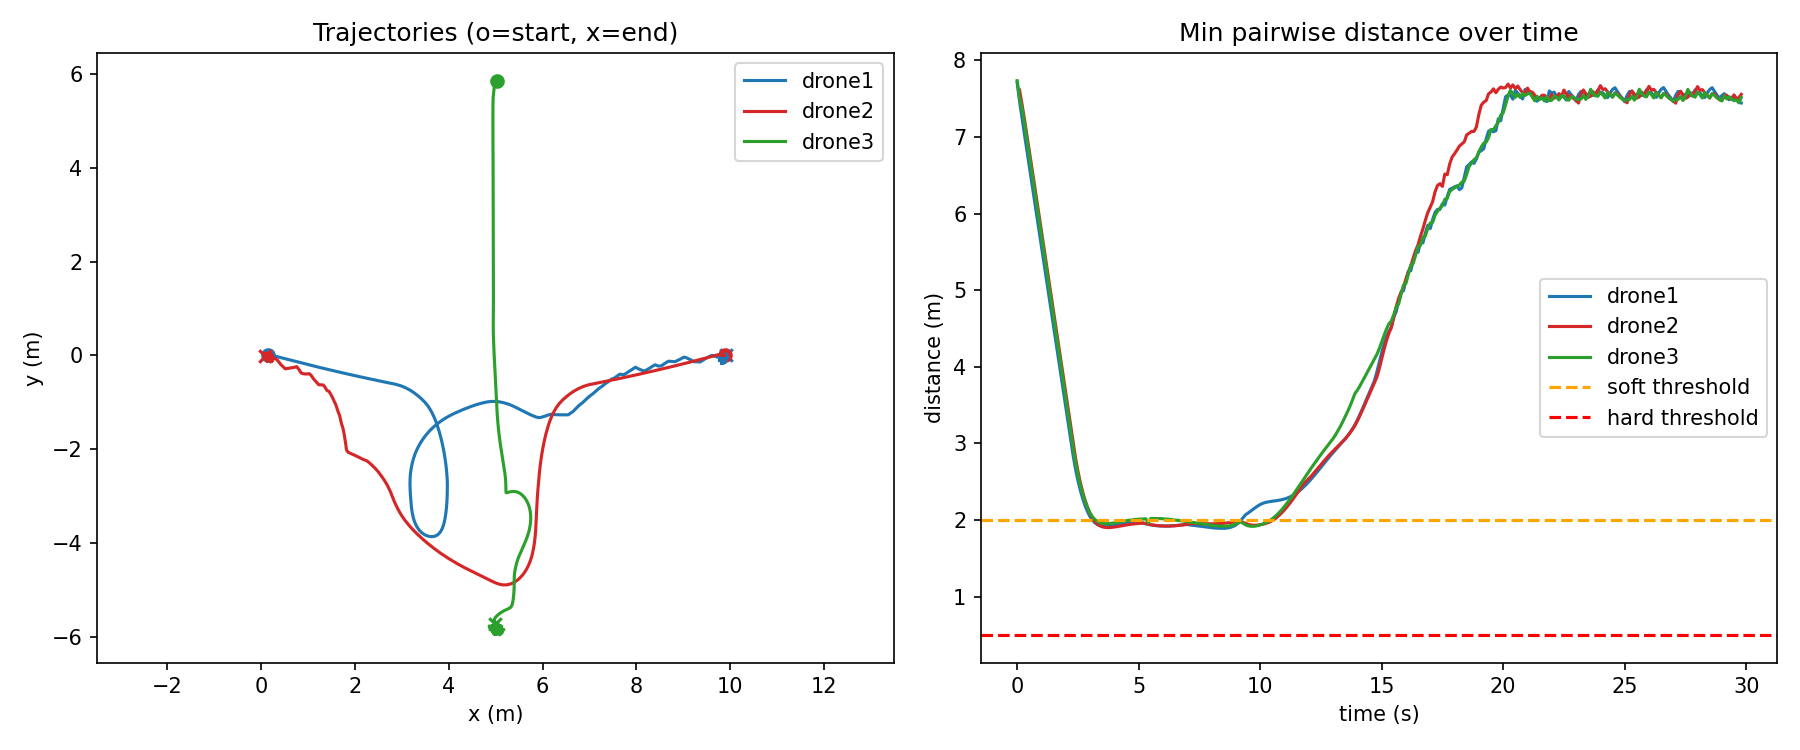 Trajectories (o=start, x=end)
drone1
drone2
drone3
6
4
2
0
−2
−4
−6
y (m)
−2
0
2
4
6
8
10
12
x (m)
Min pairwise distance over time
8
7
6
5
4
3
2
1
distance (m)
drone1
drone2
drone3
soft threshold
hard threshold
0
5
10
15
20
25
30
time (s)